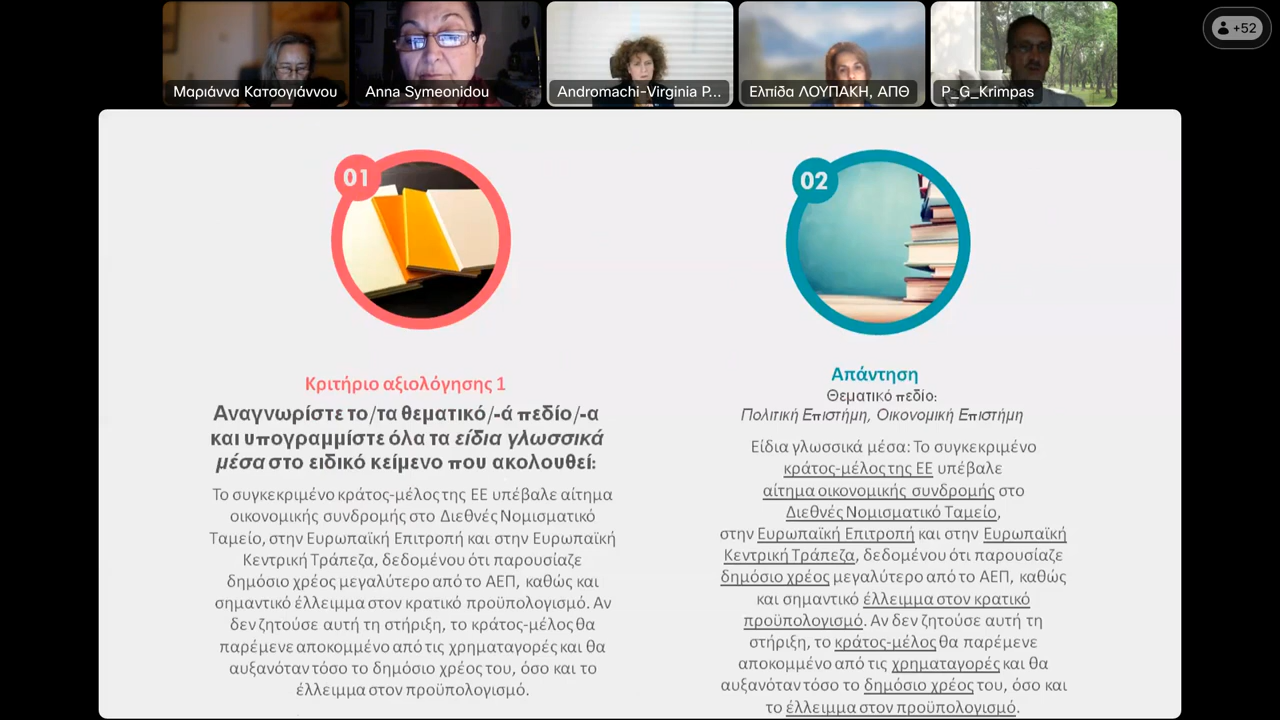 +52
Μαριάννα Κατσογιάννου
Anna Symeonidou
Andromachi-Virginia P...
Ελπίδα ΛΟΥΠΑΚΗ, ΑΠΘ
P_G_Krimpas
01
Κριτήριο αξιολόγησης 1
Αναγνωρίστε το/τα θεματικό/-ά πεδίο/-α
και υπογραμμίστε όλα τα είδια γλωσσικά
μέσα στο ειδικό κείμενο που ακολουθεί:
Το συγκεκριμένο κράτος-μέλος της ΕΕ υπέβαλε αίτημα
οικονομικής συνδρομής στο Διεθνές Νομισματικό
Ταμείο, στην Ευρωπαϊκή Επιτροπή και στην Ευρωπαϊκή
Κεντρική Τράπεζα, δεδομένου ότι παρουσίαζε
δημόσιο χρέος μεγαλύτερο από το ΑΕΠ, καθώς και
σημαντικό έλλειμμα στον κρατικό προϋπολογισμό. Αν
δεν ζητούσε αυτή τη στήριξη, το κράτος-μέλος θα
παρέμενε αποκομμένο από τις χρηματαγορές και θα
αυξανόταν τόσο το δημόσιο χρέος του, όσο και το
έλλειμμα στον προϋπολογισμό.
02
Απάντηση
Θεματικό πεδίο:
Πολιτική Επιστήμη, Οικονομική Επιστήμη
Είδια γλωσσικά μέσα: Το συγκεκριμένο
κράτος-μέλος της ΕΕ υπέβαλε
αίτημα οικονομικής συνδρομής στο
Διεθνές Νομισματικό Ταμείο,
στην Ευρωπαϊκή Επιτροπή και στην Ευρωπαϊκή
Κεντρική Τράπεζα, δεδομένου ότι παρουσίαζε
δημόσιο χρέος μεγαλύτερο από το ΑΕΠ, καθώς
και σημαντικό έλλειμμα στον κρατικό
προϋπολογισμό. Αν δεν ζητούσε αυτή τη
στήριξη, το κράτος-μέλος θα παρέμενε
αποκομμένο από τις χρηματαγορές και θα
αυξανόταν τόσο το δημόσιο χρέος του, όσο και
το έλλειμμα στον προϋπολογισμό.